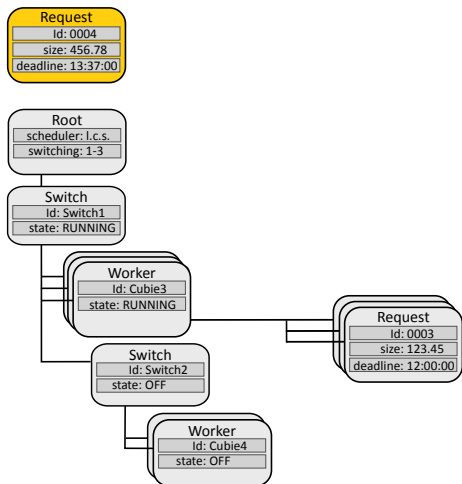 Request
Id: 0004
size: 456.78
deadline: 13:37:00
Root
scheduler: l.c.s.
switching: 1-3
Switch
Id: Switch1
state: RUNNING
Worker
Id: Cubie3
state: RUNNING
Request
Id: 0003
size: 123.45
deadline: 12:00:00
Switch
Id: Switch2
state: OFF
Worker
Id: Cubie4
state: OFF